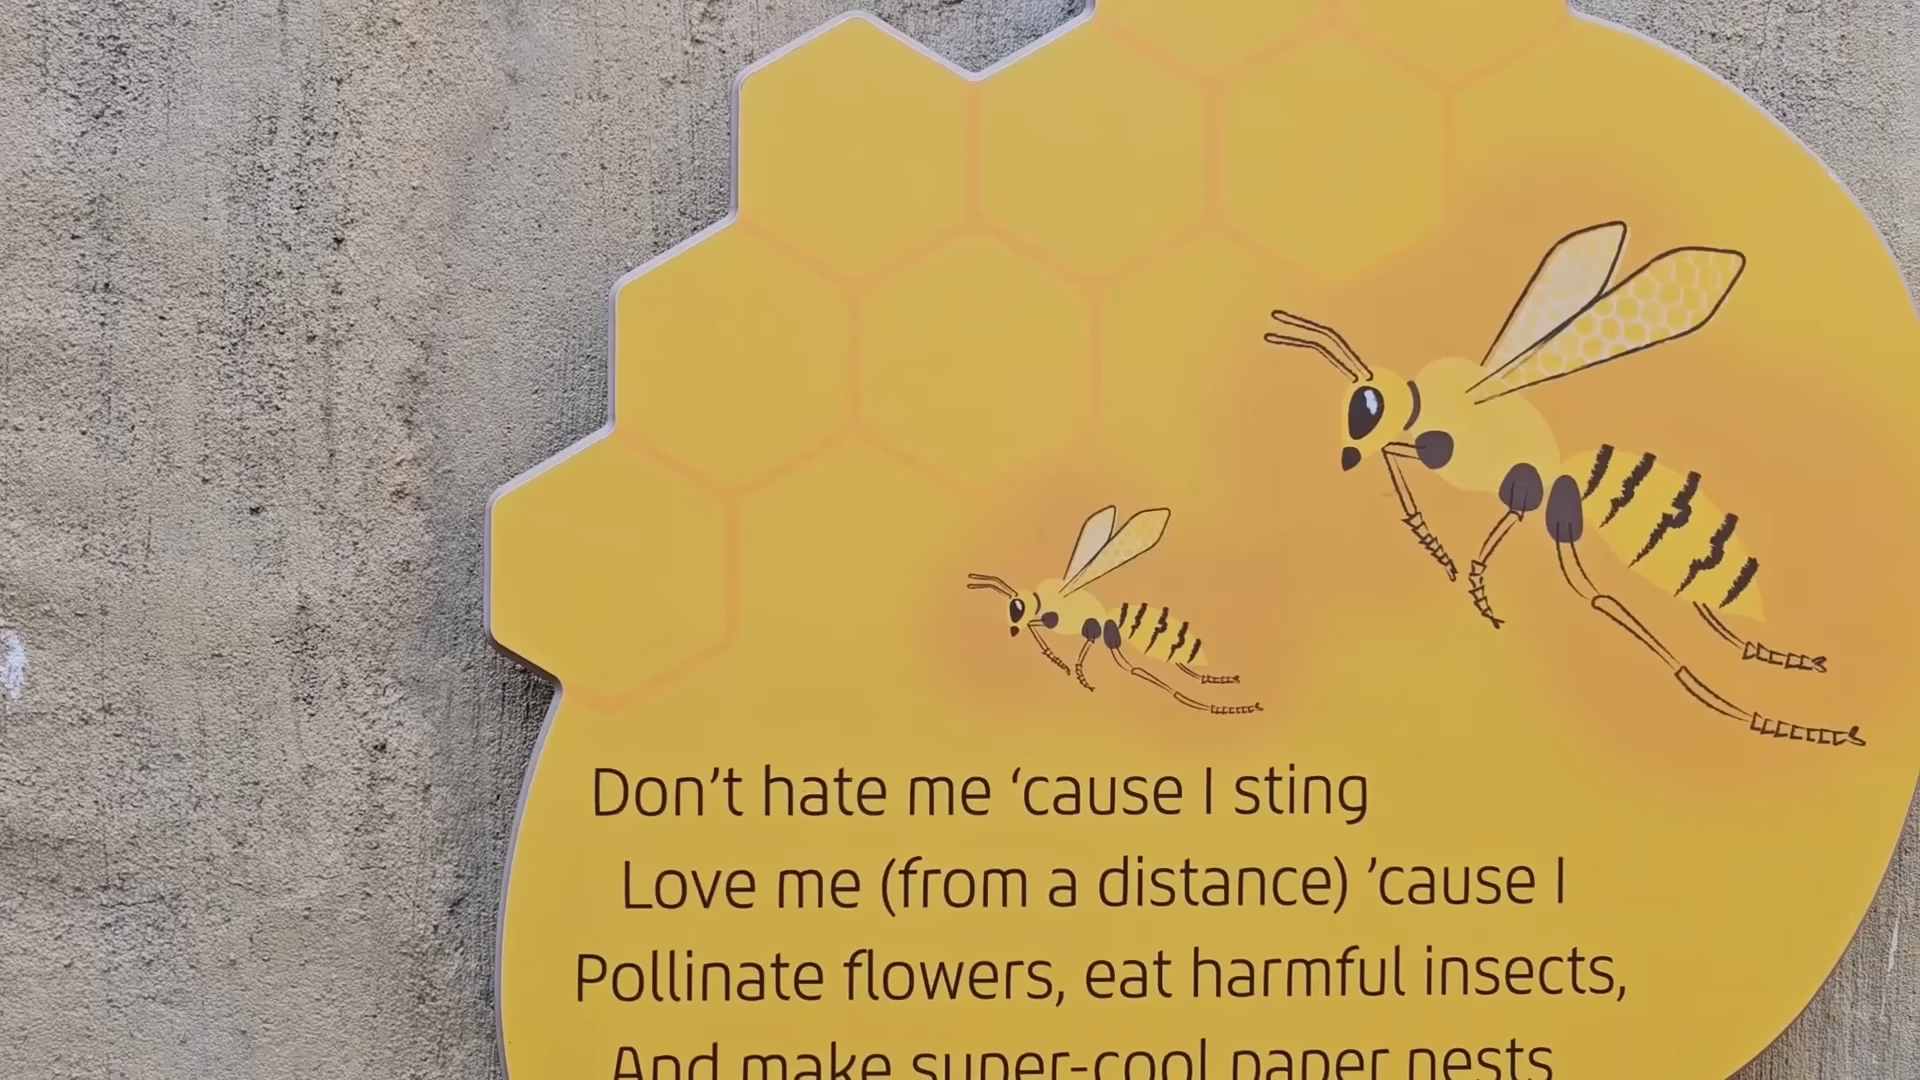 Don’t hate me ‘cause I sting
Love me (from a distance) ’cause I
Pollinate flowers, eat harmful insects,
And make super-cool paper nests